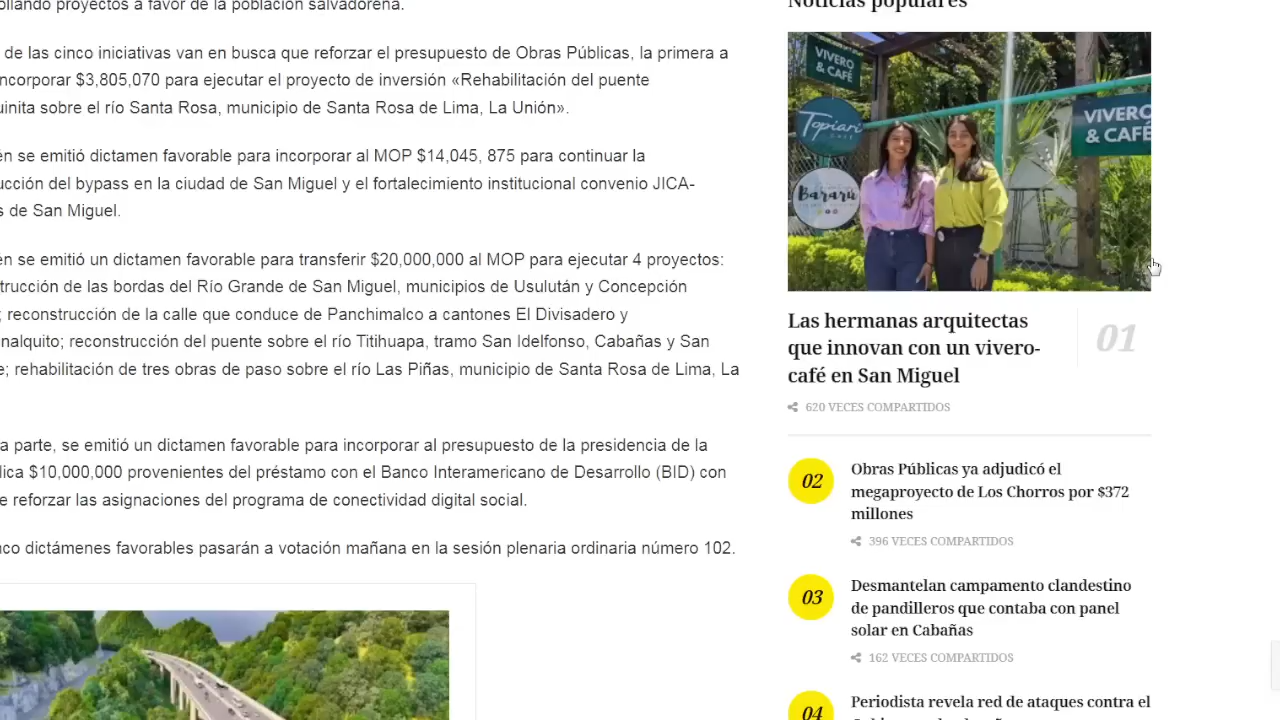 ollando proyectos a favor de la población salvadoreña.
de las cinco iniciativas van en busca que reforzar el presupuesto de Obras Públicas, la primera a
ncorporar $3,805,070 para ejecutar el proyecto de inversión «Rehabilitación del puente
uinita sobre el río Santa Rosa, municipio de Santa Rosa de Lima, La Unión».
én se emitió dictamen favorable para incorporar al MOP $14,045, 875 para continuar la
ucción del bypass en la ciudad de San Miguel y el fortalecimiento institucional convenio JICA-
s de San Miguel.
en se emitió un dictamen favorable para transferir $20,000,000 al MOP para ejecutar 4 proyectos:
trucción de las bordas del Río Grande de San Miguel, municipios de Usulután y Concepción
; reconstrucción de la calle que conduce de Panchimalco a cantones El Divisadero y
nalquito; reconstrucción del puente sobre el río Titihuapa, tramo San Idelfonso, Cabañas y San
e; rehabilitación de tres obras de paso sobre el río Las Piñas, municipio de Santa Rosa de Lima, La
a parte, se emitió un dictamen favorable para incorporar al presupuesto de la presidencia de la
lica $10,000,000 provenientes del préstamo con el Banco Interamericano de Desarrollo (BID) con
e reforzar las asignaciones del programa de conectividad digital social.
nco dictámenes favorables pasarán a votación mañana en la sesión plenaria ordinaria número 102.
Noticias populares
VIVERO
& CAFÉ
Topiari
CAFÉ
Bararú
VIVERO
& CAFÉ
Las hermanas arquitectas
que innovan con un vivero-
café en San Miguel
01
620 VECES COMPARTIDOS
02
Obras Públicas ya adjudicó el
megaproyecto de Los Chorros por $372
millones
396 VECES COMPARTIDOS
03
Desmantelan campamento clandestino
de pandilleros que contaba con panel
solar en Cabañas
162 VECES COMPARTIDOS
04
Periodista revela red de ataques contra el